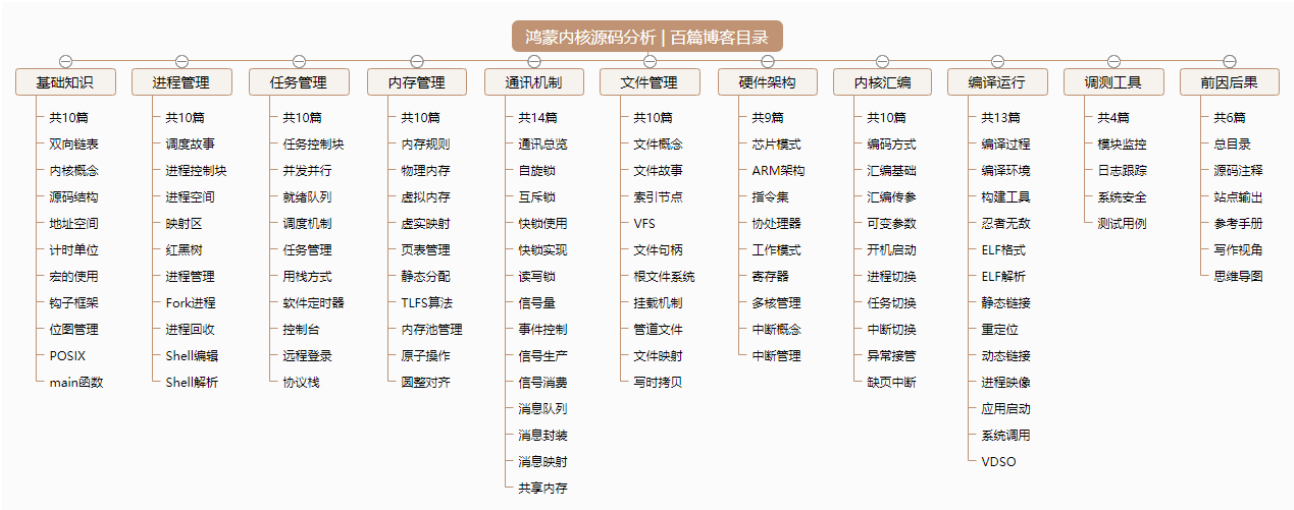 鸿蒙内核源码分析 | 百篇博客目录
基础知识
共10篇
双向链表
内核概念
源码结构
地址空间
计时单位
宏的使用
钩子框架
位图管理
POSIX
main函数
进程管理
共10篇
调度故事
进程控制块
进程空间
映射区
红黑树
进程管理
Fork进程
进程回收
Shell编辑
Shell解析
任务管理
共10篇
任务控制块
并发并行
就绪队列
调度机制
任务管理
用栈方式
软件定时器
控制台
远程登录
协议栈
内存管理
共10篇
内存规则
物理内存
虚拟内存
虚实映射
页表管理
静态分配
TLFS算法
内存池管理
原子操作
圆整对齐
通讯机制
共14篇
通讯总览
自旋锁
互斥锁
快锁使用
快锁实现
读写锁
信号量
事件控制
信号生产
信号消费
消息队列
消息封装
消息映射
共享内存
文件管理
共10篇
文件概念
文件故事
索引节点
VFS
文件句柄
根文件系统
挂载机制
管道文件
文件映射
写时拷贝
硬件架构
共9篇
芯片模式
ARM架构
指令集
协处理器
工作模式
寄存器
多核管理
中断概念
中断管理
内核汇编
共10篇
编码方式
汇编基础
汇编传参
可变参数
开机启动
进程切换
任务切换
中断切换
异常接管
缺页中断
编译运行
共13篇
编译过程
编译环境
构建工具
忍者无敌
ELF格式
ELF解析
静态链接
重定位
动态链接
进程映像
应用启动
系统调用
VDSO
调测工具
共4篇
模块监控
日志跟踪
系统安全
测试用例
前因后果
共6篇
总目录
源码注释
站点输出
参考手册
写作视角
思维导图